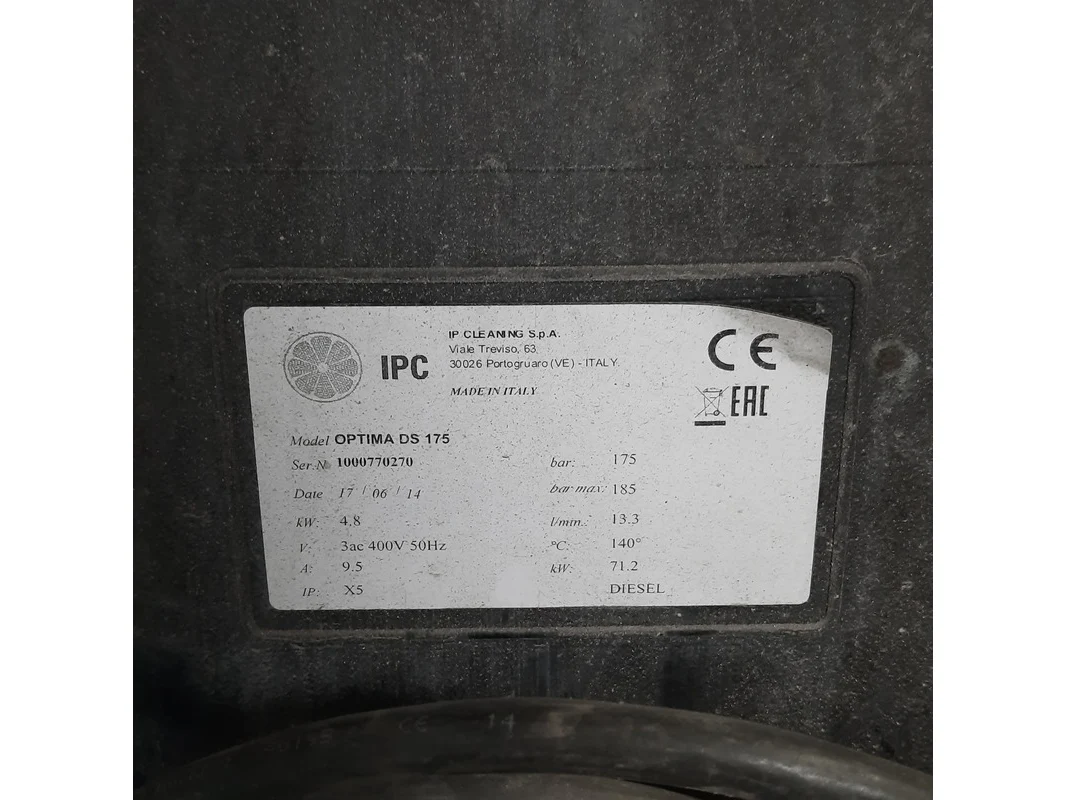 IPC
IP CLEANING S.p.A.
Viale Treviso, 63
30026 Portogruaro (VE) - ITALY
MADE IN ITALY
CE
EAC
Model OPTIMA DS 175
Ser.N 1000770270
Date 17 / 06 / 14
kW: 4.8
V: 3ac 400V 50Hz
A: 9.5
IP: X5
bar: 175
bar max: 185
l/min.: 13.3
°C: 140°
kW: 71.2
DIESEL
CE 14